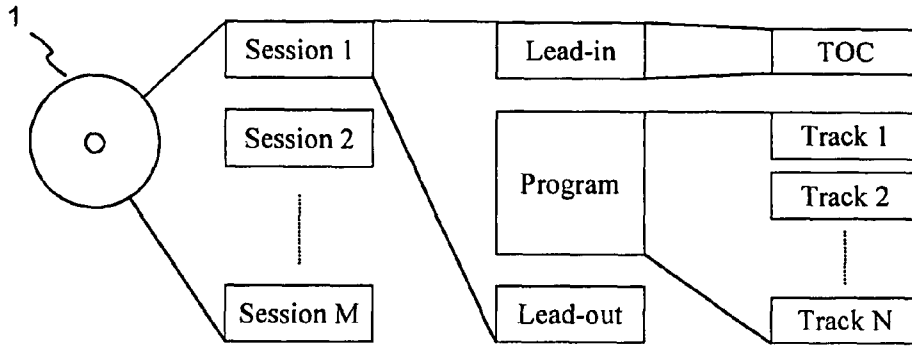 1
Session 1
Session 2
Session M
Lead-in
Program
Lead-out
TOC
Track 1
Track 2
Track N